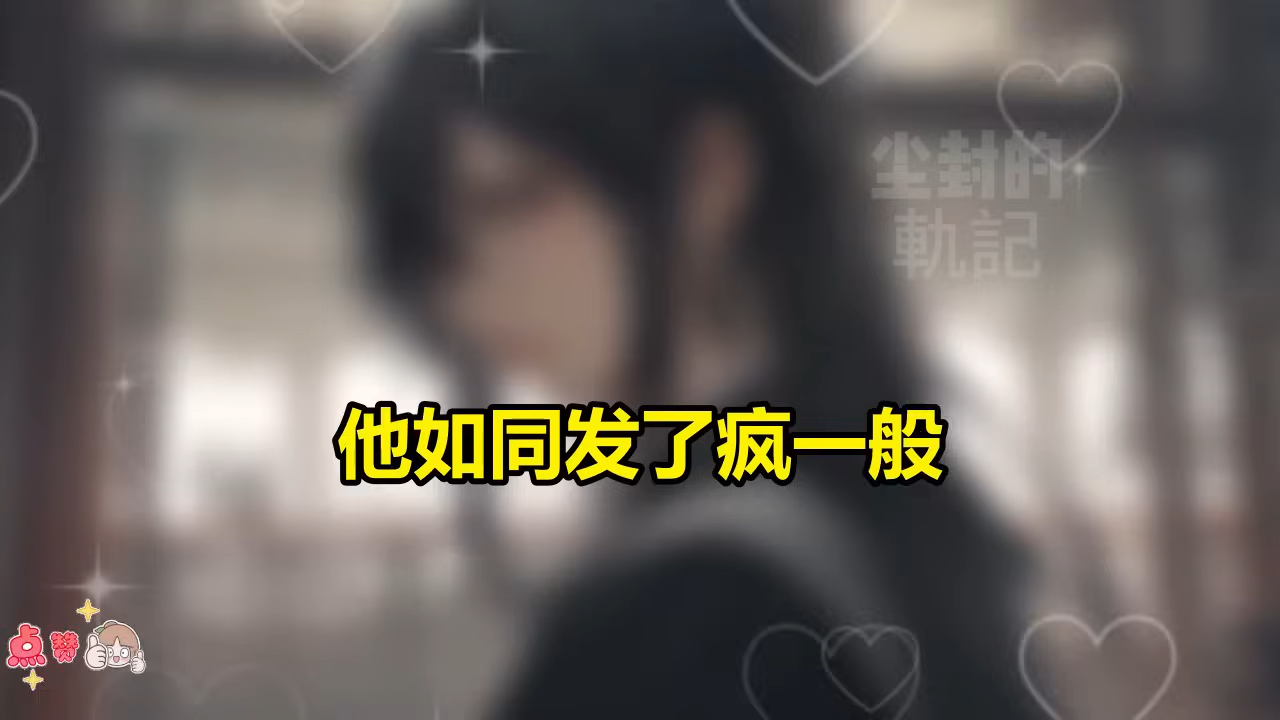 尘封的
軌記
他如同发了疯一般
点赞